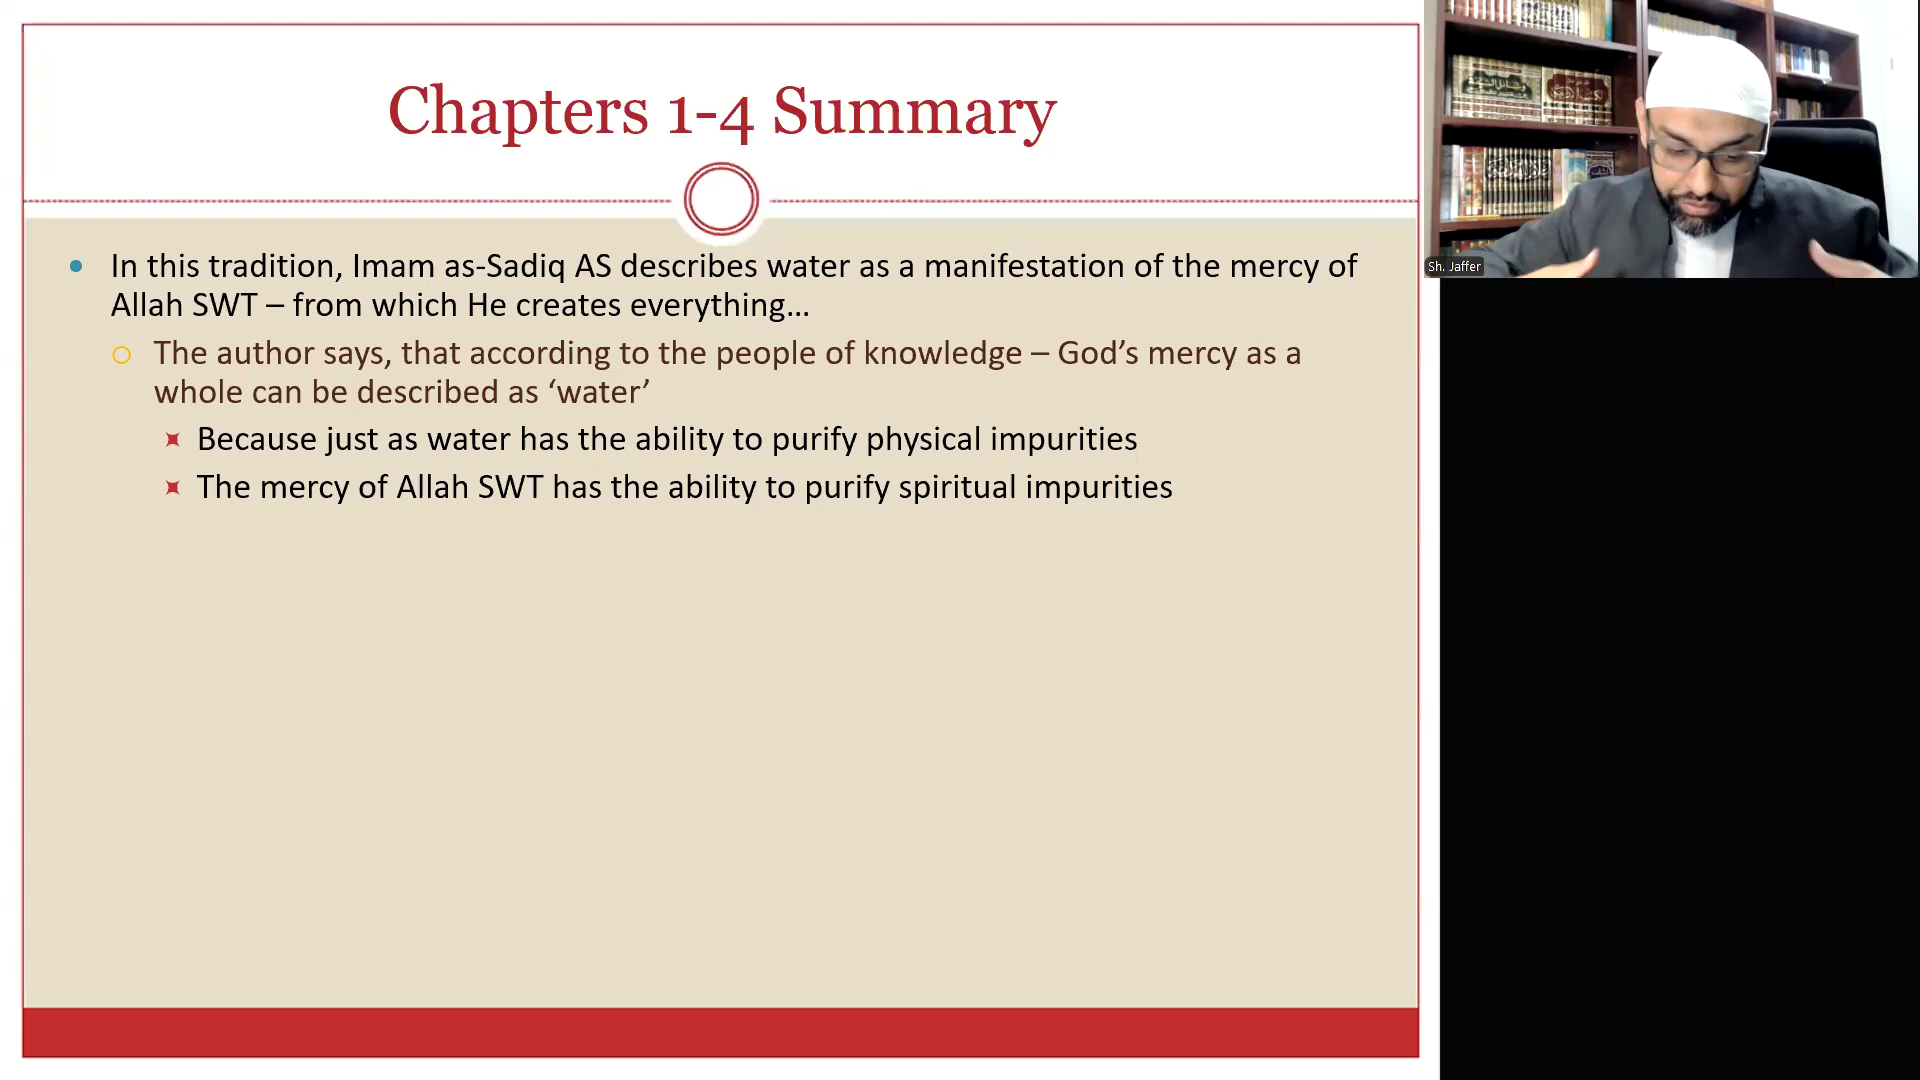 Chapters 1-4 Summary
In this tradition, Imam as-Sadiq AS describes water as a manifestation of the mercy of
Allah SWT – from which He creates everything…
The author says, that according to the people of knowledge – God’s mercy as a
whole can be described as ‘water’
Because just as water has the ability to purify physical impurities
The mercy of Allah SWT has the ability to purify spiritual impurities
Sh. Jaffer